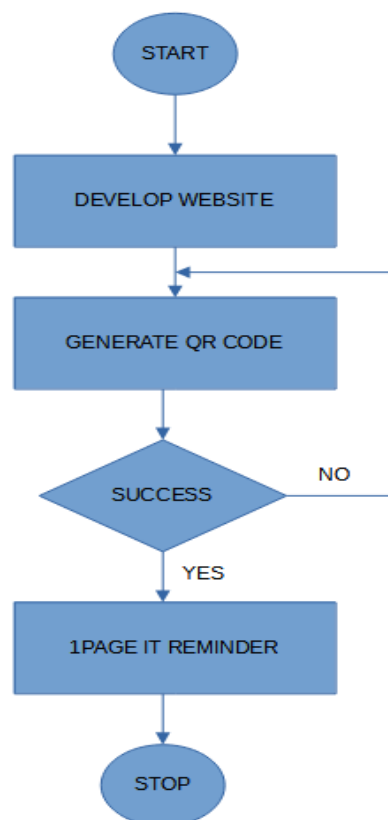 START
DEVELOP WEBSITE
GENERATE QR CODE
SUCCESS
NO
YES
1PAGE IT REMINDER
STOP